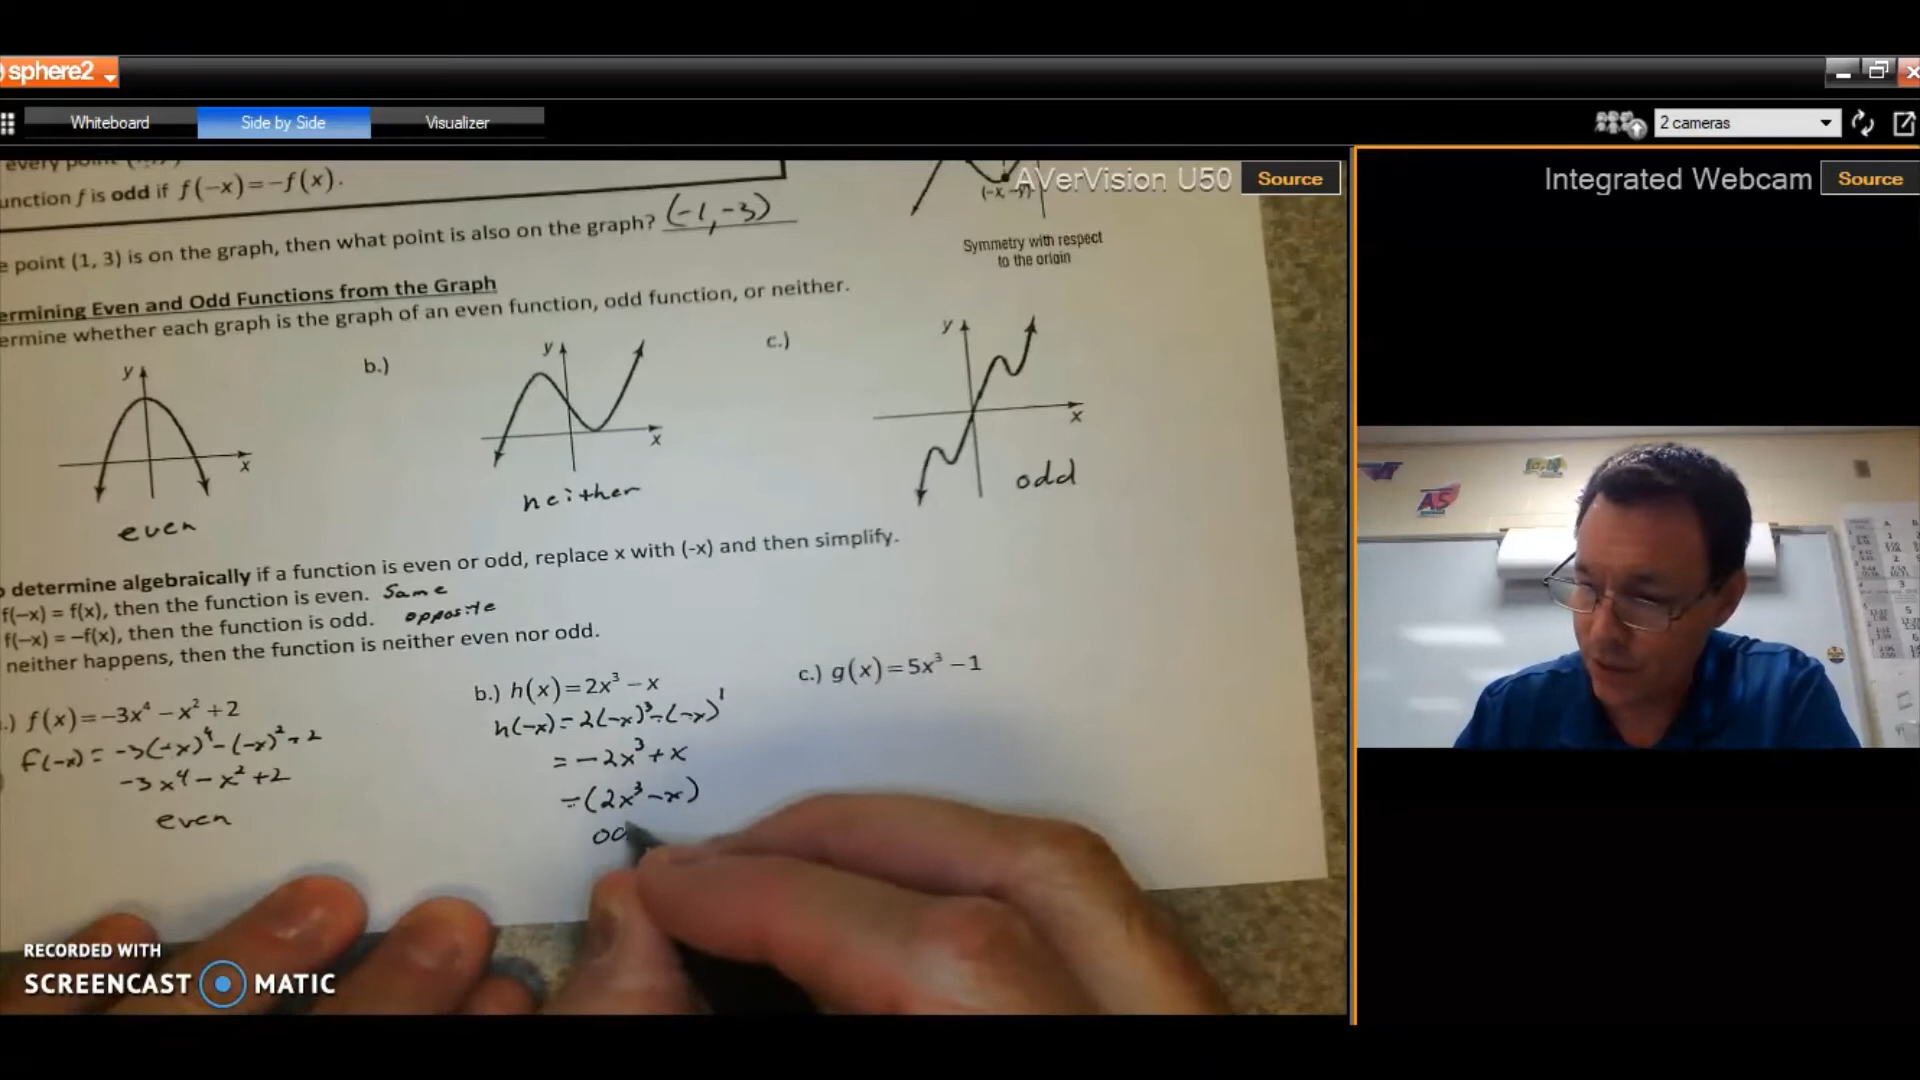 sphere2
Whiteboard
Side by Side
Visualizer
2 cameras
AVerVision U50
Source
Integrated Webcam
Source
every point
unction f is odd if f(−x)=−f(x).
(-x, -y)
e point (1, 3) is on the graph, then what point is also on the graph? (-1,-3)
Symmetry with respect
to the origin
ermining Even and Odd Functions from the Graph
ermine whether each graph is the graph of an even function, odd function, or neither.
y
x
even
b.)
y
x
neither
c.)
y
x
odd
o determine algebraically if a function is even or odd, replace x with (-x) and then simplify.
f(−x) = f(x), then the function is even. Same
f(−x) = −f(x), then the function is odd. opposite
neither happens, then the function is neither even nor odd.
.) f(x)=−3x⁴ − x² +2
f(-x) = -3(-x)⁴-(-x)²+2
-3x⁴-x²+2
even
b.) h(x)=2x³ − x
h(-x)=2(-x)³-(-x)¹
= -2x³+x
=-(2x³-x)
od
c.) g(x)=5x³ −1
AS
RECORDED WITH
SCREENCAST MATIC